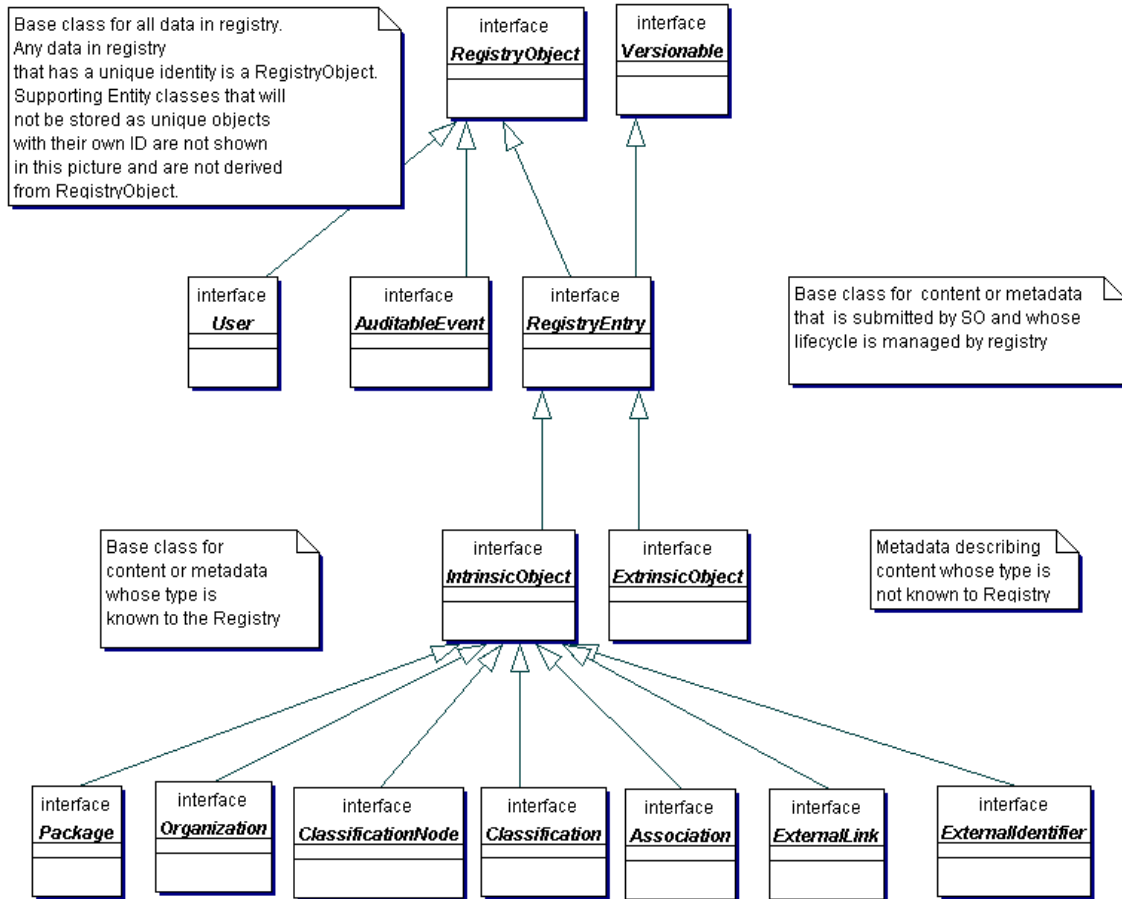 Base class for all data in registry.
Any data in registry
that has a unique identity is a RegistryObject.
Supporting Entity classes that will
not be stored as unique objects
with their own ID are not shown
in this picture and are not derived
from RegistryObject.
interface
RegistryObject
interface
Versionable
interface
User
interface
AuditableEvent
interface
RegistryEntry
Base class for content or metadata
that is submitted by SO and whose
lifecycle is managed by registry
Base class for
content or metadata
whose type is
known to the Registry
interface
IntrinsicObject
interface
ExtrinsicObject
Metadata describing
content whose type is
not known to Registry
interface
Package
interface
Organization
interface
ClassificationNode
interface
Classification
interface
Association
interface
ExternalLink
interface
ExternalIdentifier